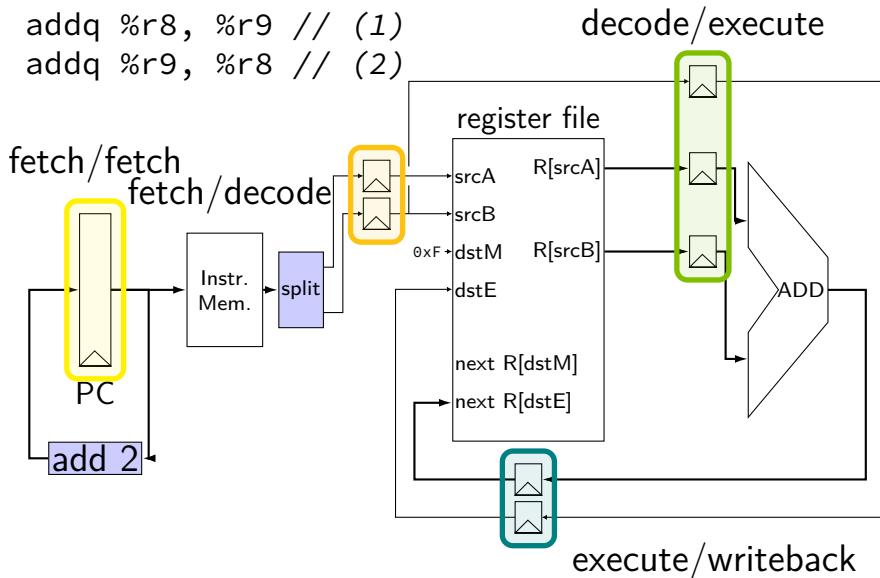 addq %r8, %r9 // (1)
addq %r9, %r8 // (2)
decode/execute
register file
fetch/fetch
fetch/decode
srcA
R[srcA]
srcB
0xF
dstM
R[srcB]
Instr.
Mem.
split
dstE
ADD
next R[dstM]
PC
next R[dstE]
add 2
execute/writeback